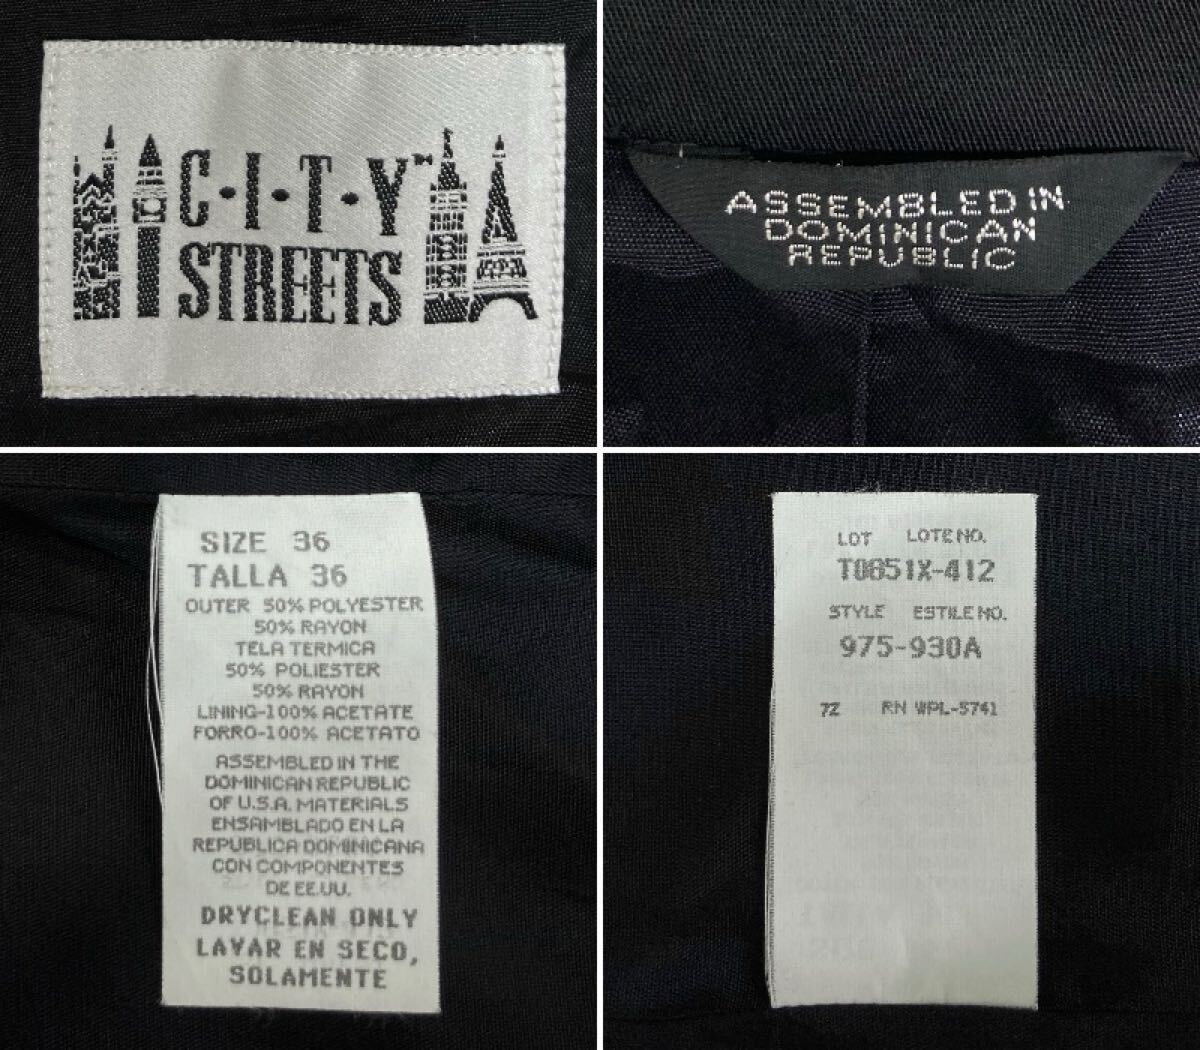 C·I·T·Y™
STREETS
ASSEMBLED IN
DOMINICAN
REPUBLIC
SIZE 36
TALLA 36
OUTER 50% POLYESTER
50% RAYON
TELA TERMICA
50% POLIESTER
50% RAYON
LINING-100% ACETATE
FORRO-100% ACETATO
ASSEMBLED IN THE
DOMINICAN REPUBLIC
OF U.S.A. MATERIALS
ENSAMBLADO EN LA
REPUBLICA DOMINICANA
CON COMPONENTES
DE EE.UU.
DRYCLEAN ONLY
LAVAR EN SECO,
SOLAMENTE
LOT LOTE NO.
T0851X-412
STYLE ESTILE NO.
975-930A
72 RN WPL-5741